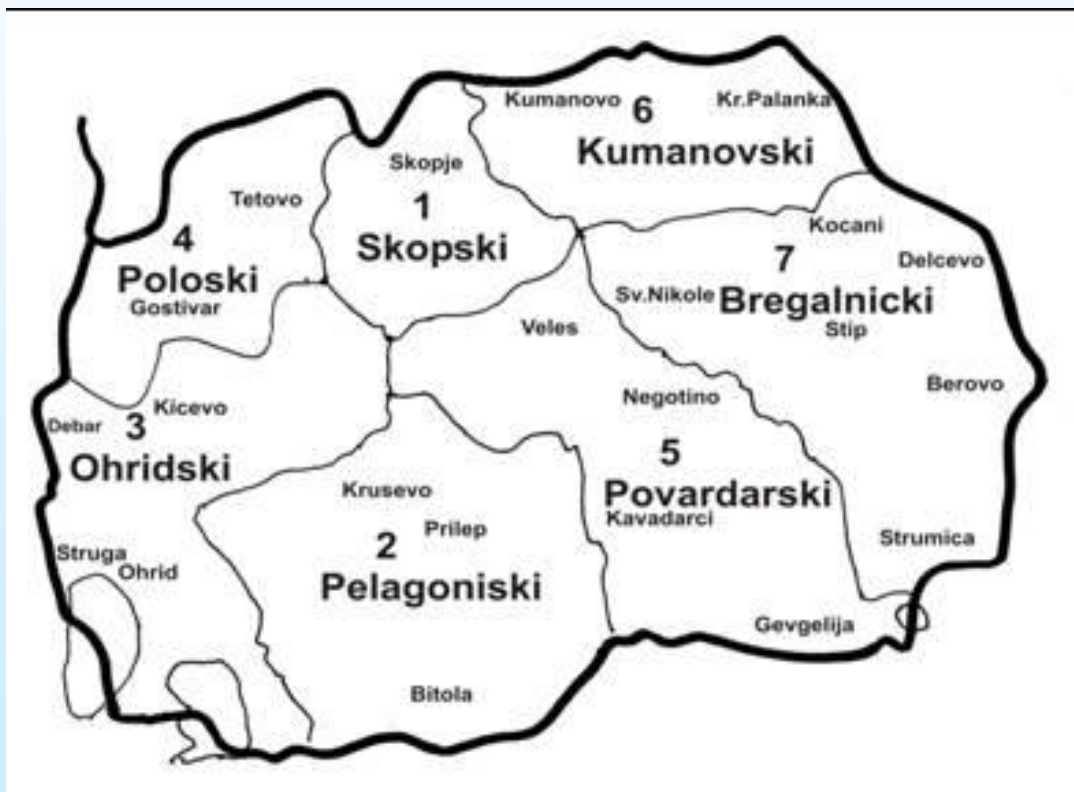 Kumanovo
Kr.Palanka
6
Kumanovski
Skopje
1
Skopski
Tetovo
4
Poloski
Gostivar
Kocani
7
Delcevo
Sv.Nikole
Bregalnicki
Stip
Veles
Berovo
Negotino
5
Povardarski
Kavadarci
Kicevo
Debar
3
Ohridski
Struga
Ohrid
Krusevo
Prilep
2
Pelagoniski
Bitola
Strumica
Gevgelija